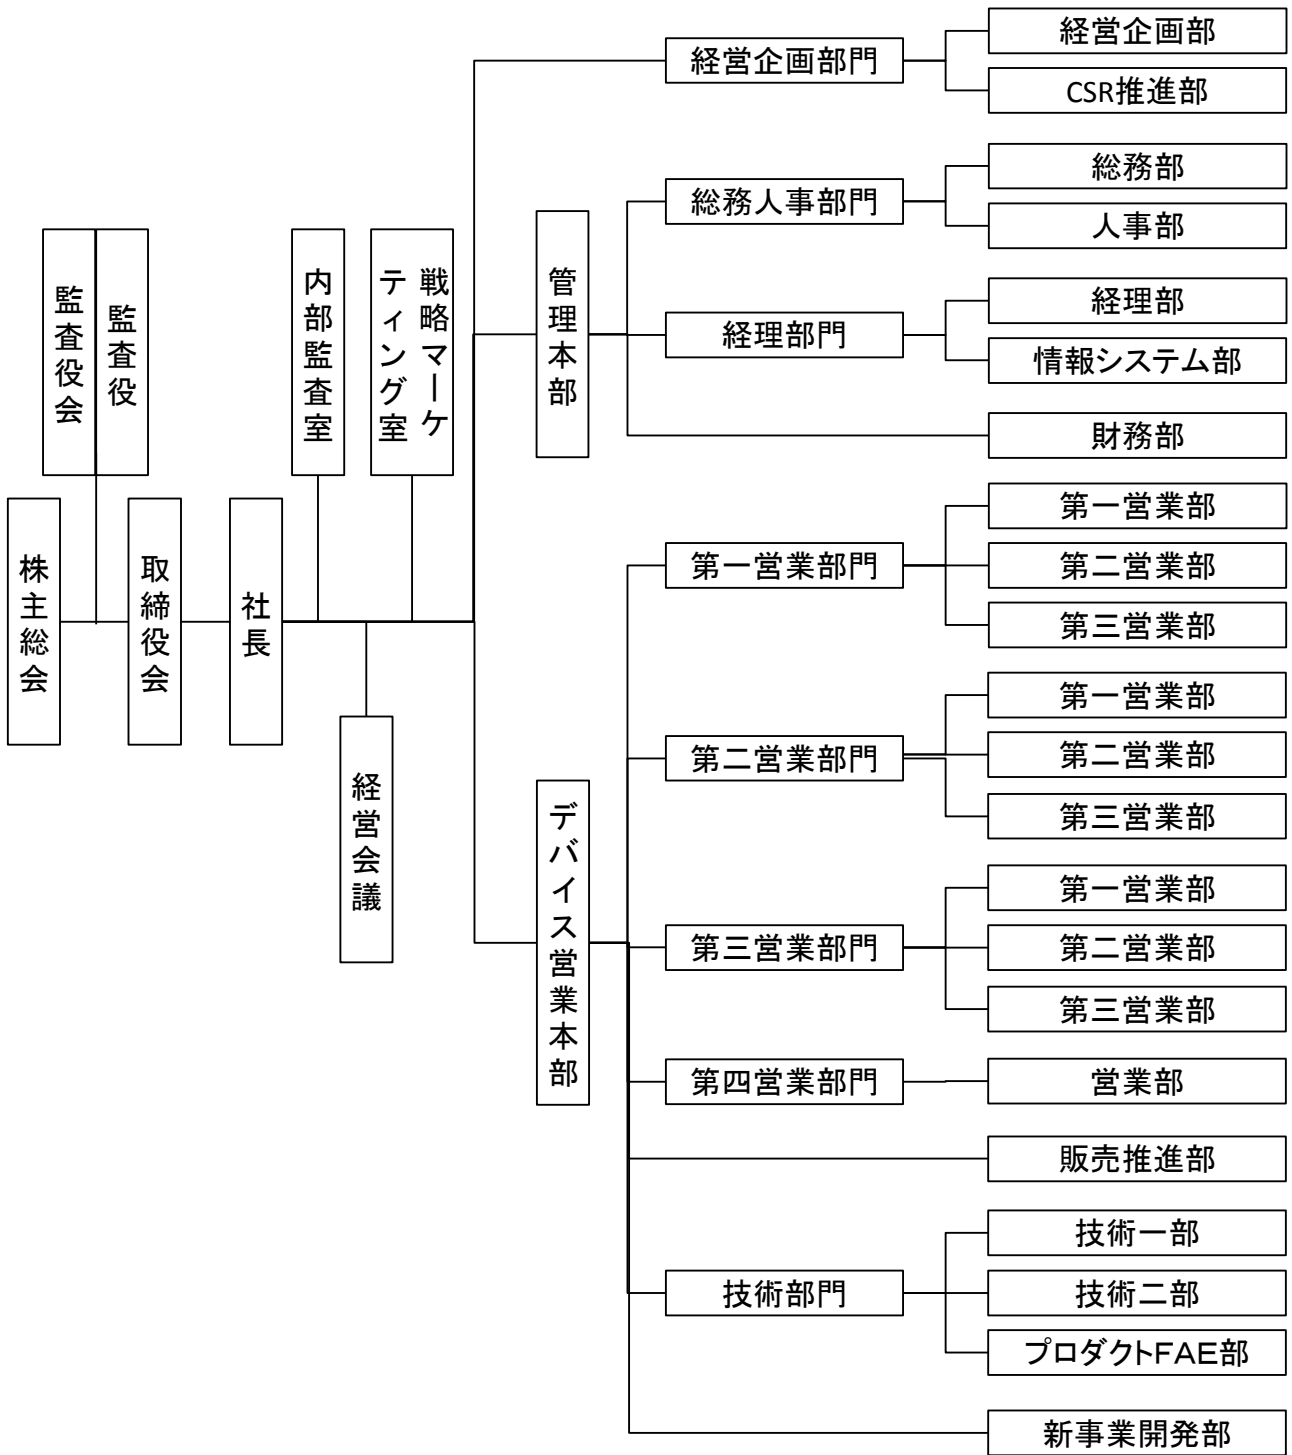 株主総会
監査役会
監査役
取締役会
社長
内部監査室
戦略マーケ
ティング室
経営会議
管理本部
デバイス営業本部
経営企画部門
経営企画部
CSR推進部
総務人事部門
総務部
人事部
経理部門
経理部
情報システム部
財務部
第一営業部門
第一営業部
第二営業部
第三営業部
第二営業部門
第一営業部
第二営業部
第三営業部
第三営業部門
第一営業部
第二営業部
第三営業部
第四営業部門
営業部
販売推進部
技術部門
技術一部
技術二部
プロダクトFAE部
新事業開発部